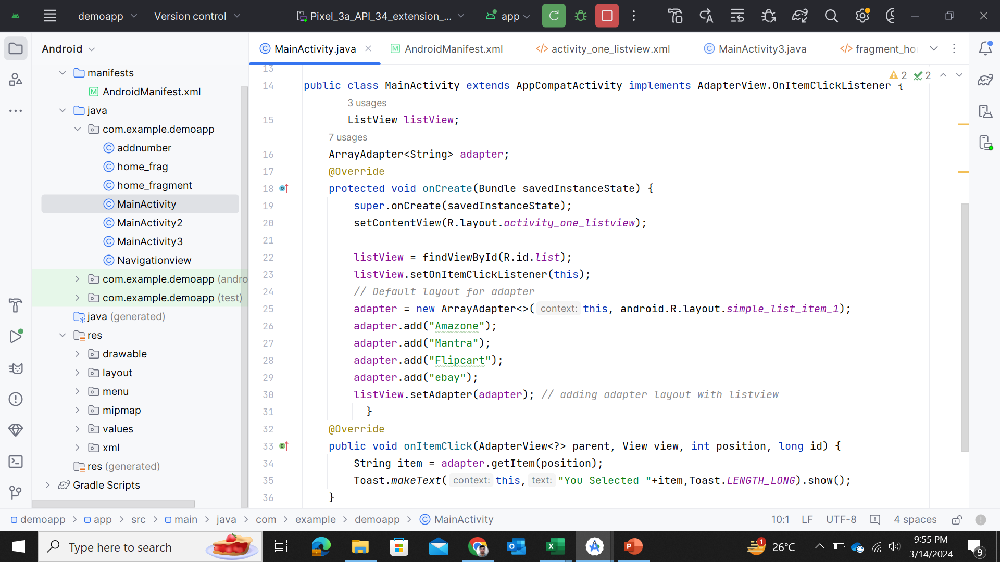 demoapp
Version control
Pixel_3a_API_34_extension_...
app
Android
MainActivity.java
AndroidManifest.xml
activity_one_listview.xml
MainActivity3.java
fragment_ho
manifests
AndroidManifest.xml
java
com.example.demoapp
addnumber
home_frag
home_fragment
MainActivity
MainActivity2
MainActivity3
Navigationview
com.example.demoapp (andro
com.example.demoapp (test)
java (generated)
res
drawable
layout
menu
mipmap
values
xml
res (generated)
Gradle Scripts
2 2
13
14 public class MainActivity extends AppCompatActivity implements AdapterView.OnItemClickListener {
3 usages
15 ListView listView;
7 usages
16 ArrayAdapter<String> adapter;
17 @Override
18 protected void onCreate(Bundle savedInstanceState) {
19 super.onCreate(savedInstanceState);
20 setContentView(R.layout.activity_one_listview);
21
22 listView = findViewById(R.id.list);
23 listView.setOnItemClickListener(this);
24 // Default layout for adapter
25 adapter = new ArrayAdapter<>( context: this, android.R.layout.simple_list_item_1);
26 adapter.add("Amazone");
27 adapter.add("Mantra");
28 adapter.add("Flipcart");
29 adapter.add("ebay");
30 listView.setAdapter(adapter); // adding adapter layout with listview
31 }
32 @Override
33 public void onItemClick(AdapterView<?> parent, View view, int position, long id) {
34 String item = adapter.getItem(position);
35 Toast.makeText( context: this, text: "You Selected "+item,Toast.LENGTH_LONG).show();
36 }
demoapp > app > src > main > java > com > example > demoapp > MainActivity
10:1 LF UTF-8 4 spaces
Type here to search
1
26°C
9:55 PM
3/14/2024
9